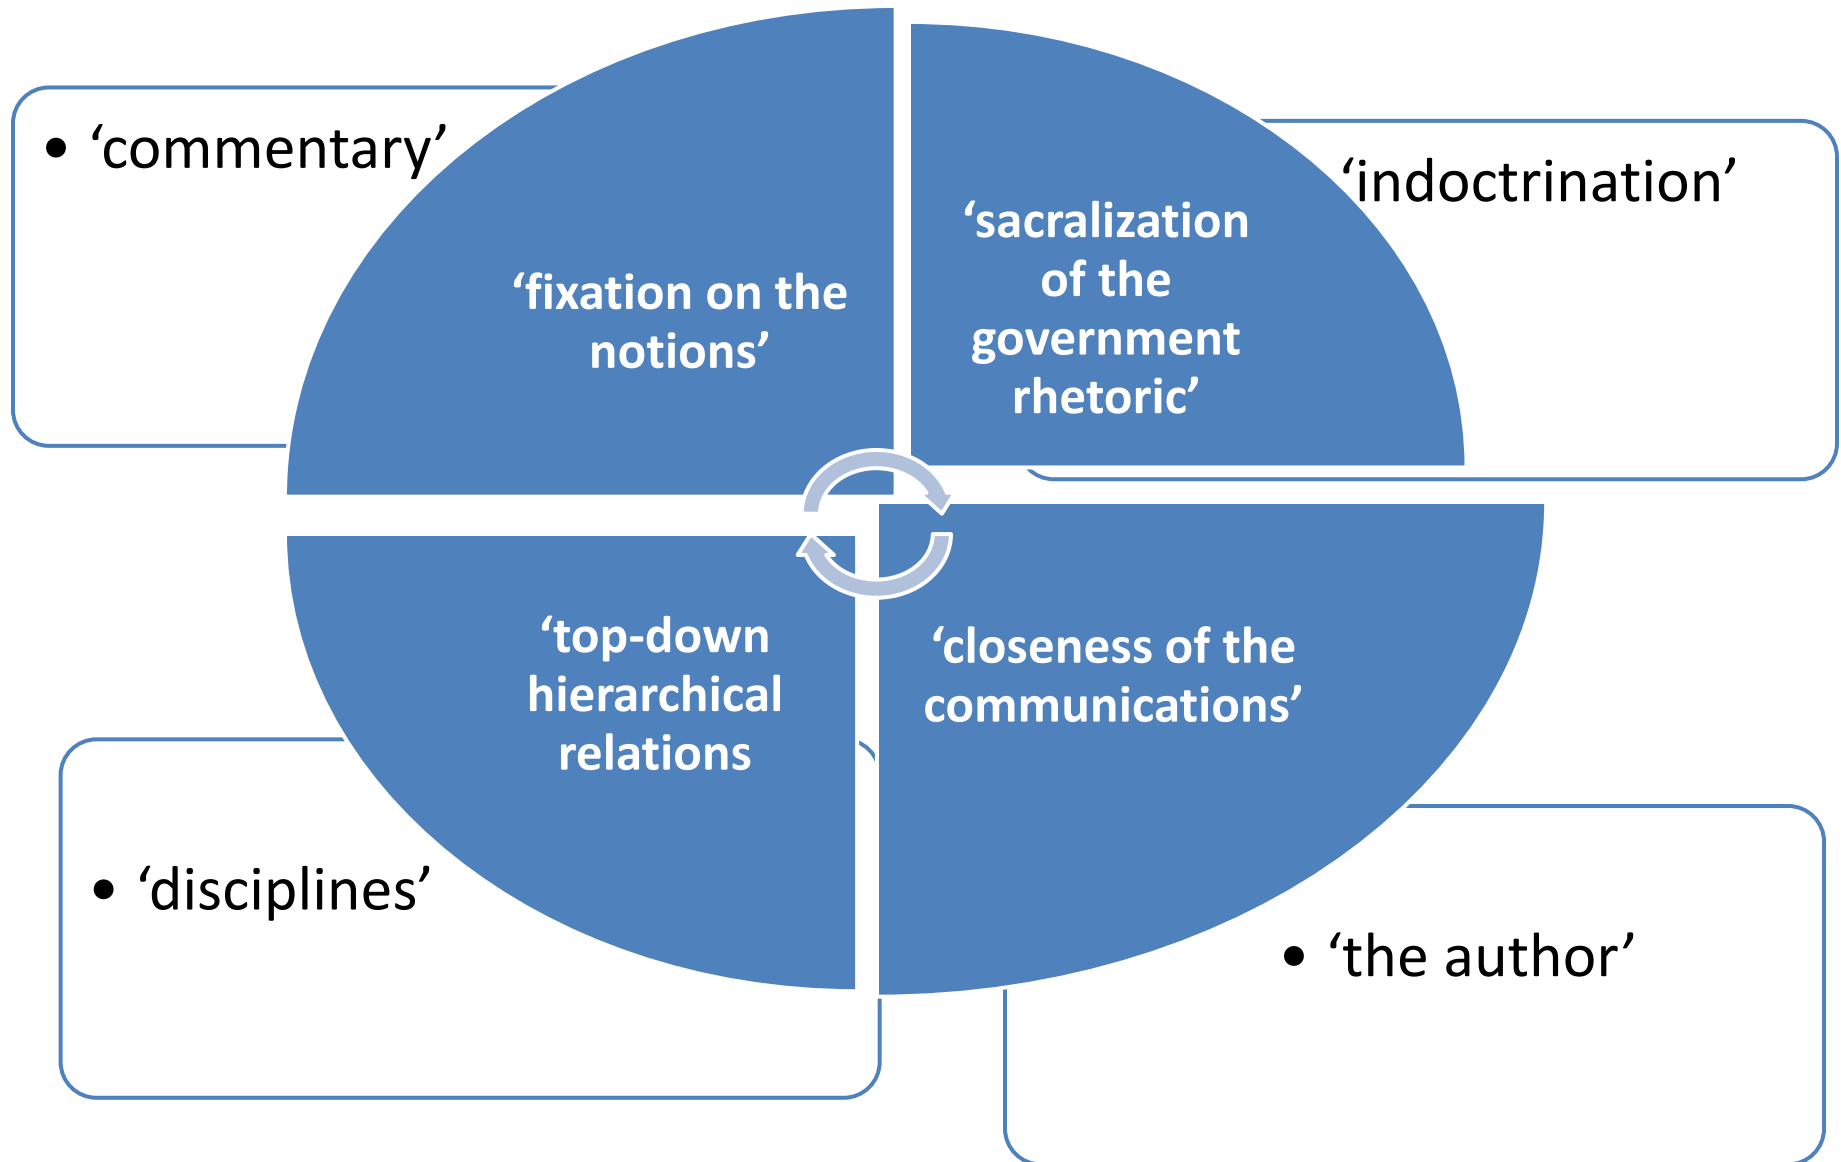 • ‘commentary’
‘fixation on the
notions’
‘sacralization
of the
government
rhetoric’
‘indoctrination’
‘top-down
hierarchical
relations
• ‘disciplines’
‘closeness of the
communications’
• ‘the author’